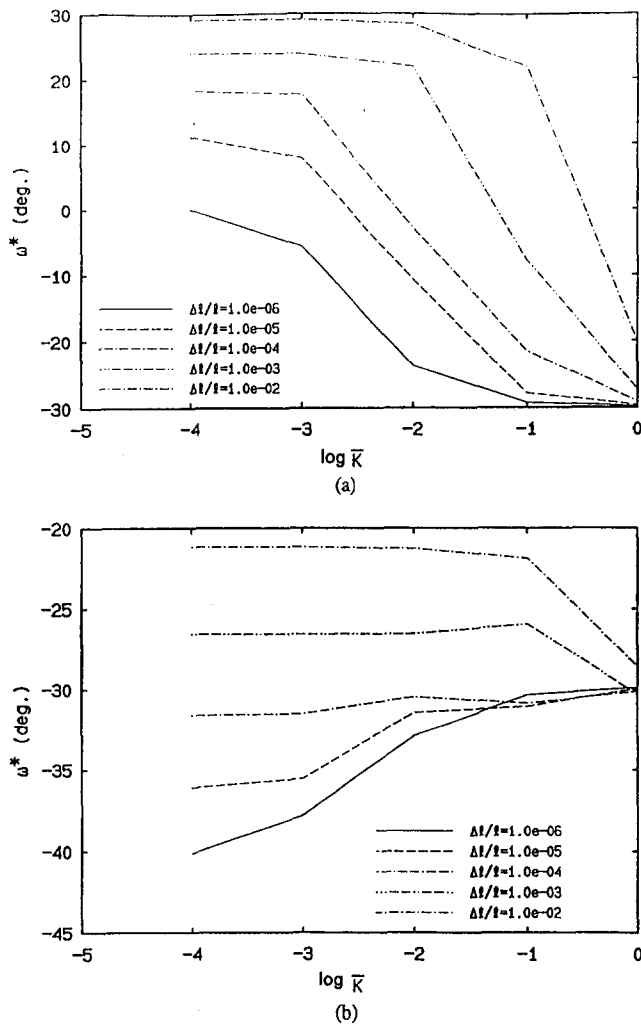 30
20
10
0
-10
-20
-30
ω* (deg.)
Δℓ/ℓ=1.0e-06
Δℓ/ℓ=1.0e-05
Δℓ/ℓ=1.0e-04
Δℓ/ℓ=1.0e-03
Δℓ/ℓ=1.0e-02
-5 -4 -3 -2 -1 0
log K̅
(a)
-20
-25
-30
-35
-40
-45
ω* (deg.)
Δℓ/ℓ=1.0e-06
Δℓ/ℓ=1.0e-05
Δℓ/ℓ=1.0e-04
Δℓ/ℓ=1.0e-03
Δℓ/ℓ=1.0e-02
-5 -4 -3 -2 -1 0
log K̅
(b)